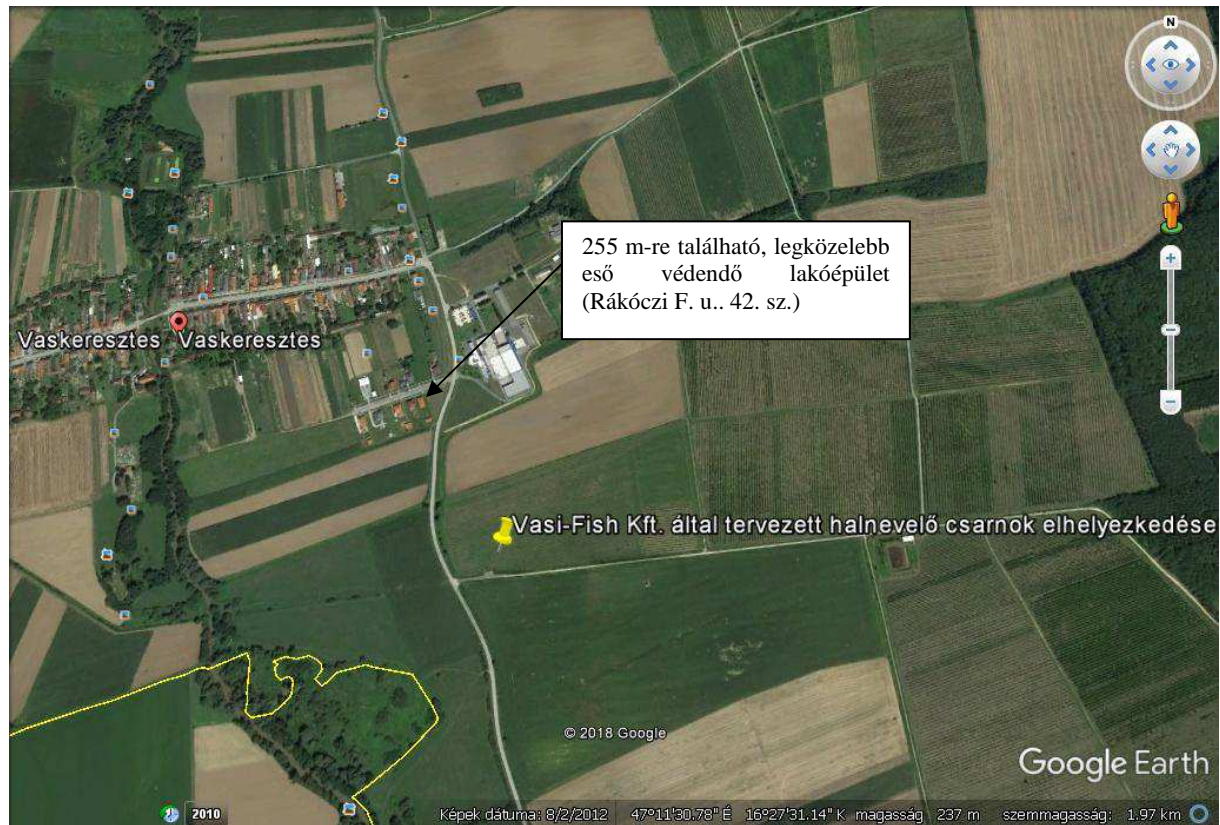 N
255 m-re található, legközelebb
eső védendő lakóépület
(Rákóczi F. u.. 42. sz.)
Vaskeresztes Vaskeresztes
Vasi-Fish Kft. által tervezett halnevelő csarnok elhelyezkedése
© 2018 Google
Google Earth
2010 Képek dátuma: 8/2/2012 47°11'30.78" É 16°27'31.14" K magasság 237 m szemmagasság: 1.97 km